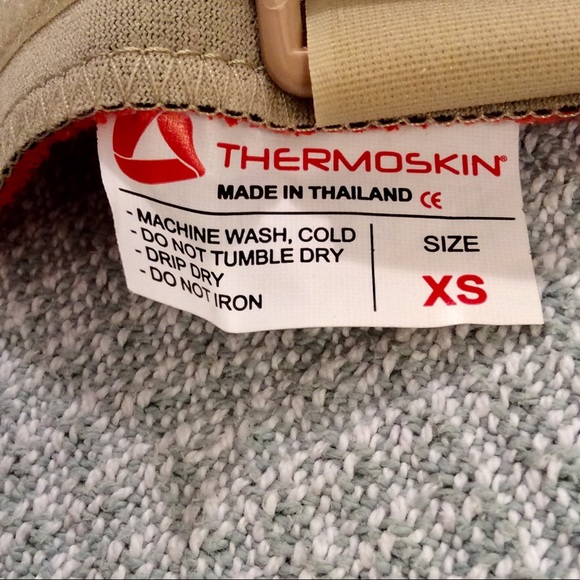 THERMOSKIN®
MADE IN THAILAND CE
- MACHINE WASH, COLD
- DO NOT TUMBLE DRY
- DRIP DRY
- DO NOT IRON
SIZE
XS